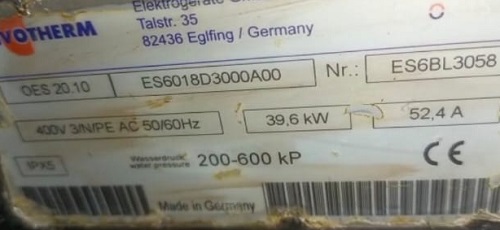 Elektrogeräte
VOTHERM
Talstr. 35
82436 Eglfing / Germany
OES 20.10 ES6018D3000A00 Nr.: ES6BL3058
400V 3/N/PE AC 50/60Hz 39,6 kW 52,4 A
IPX5 Wasserdruck water pressure 200-600 kP CE
Made in Germany